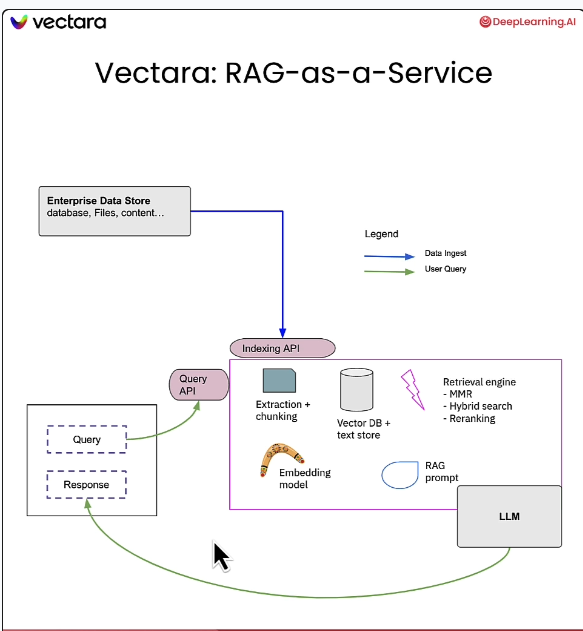 vectara
DeepLearning.AI
Vectara: RAG-as-a-Service
Enterprise Data Store
database, Files, content...
Legend
Data Ingest
User Query
Indexing API
Query
API
Extraction +
chunking
Vector DB +
text store
Retrieval engine
- MMR
- Hybrid search
- Reranking
Embedding
model
RAG
prompt
Query
Response
LLM